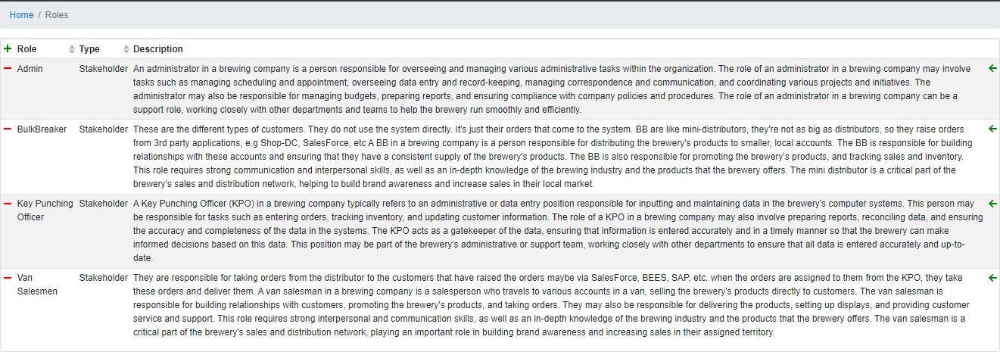 Home / Roles
Role Type Description
Admin Stakeholder An administrator in a brewing company is a person responsible for overseeing and managing various administrative tasks within the organization. The role of an administrator in a brewing company may involve
tasks such as managing scheduling and appointment, overseeing data entry and record-keeping, managing correspondence and communication, and coordinating various projects and initiatives. The
administrator may also be responsible for managing budgets, preparing reports, and ensuring compliance with company policies and procedures. The role of an administrator in a brewing company can be a
support role, working closely with other departments and teams to help the brewery run smoothly and efficiently.
BulkBreaker Stakeholder These are the different types of customers. They do not use the system directly. It's just their orders that come to the system. BB are like mini-distributors, they're not as big as distributors, so they raise orders
from 3rd party applications, e.g Shop-DC, SalesForce, etc A BB in a brewing company is a person responsible for distributing the brewery's products to smaller, local accounts. The BB is responsible for building
relationships with these accounts and ensuring that they have a consistent supply of the brewery's products. The BB is also responsible for promoting the brewery's products, and tracking sales and inventory.
This role requires strong communication and interpersonal skills, as well as an in-depth knowledge of the brewing industry and the products that the brewery offers. The mini distributor is a critical part of the
brewery's sales and distribution network, helping to build brand awareness and increase sales in their local market.
Key Punching Stakeholder A Key Punching Officer (KPO) in a brewing company typically refers to an administrative or data entry position responsible for inputting and maintaining data in the brewery's computer systems. This person may
Officer be responsible for tasks such as entering orders, tracking inventory, and updating customer information. The role of a KPO in a brewing company may also involve preparing reports, reconciling data, and ensuring
the accuracy and completeness of the data in the systems. The KPO acts as a gatekeeper of the data, ensuring that information is entered accurately and in a timely manner so that the brewery can make
informed decisions based on this data. This position may be part of the brewery's administrative or support team, working closely with other departments to ensure that all data is entered accurately and up-to-
date.
Van Stakeholder They are responsible for taking orders from the distributor to the customers that have raised the orders maybe via SalesForce, BEES, SAP, etc. when the orders are assigned to them from the KPO, they take
Salesmen these orders and deliver them. A van salesman in a brewing company is a salesperson who travels to various accounts in a van, selling the brewery's products directly to customers. The van salesman is
responsible for building relationships with customers, promoting the brewery's products, and taking orders. They may also be responsible for delivering the products, setting up displays, and providing customer
service and support. This role requires strong interpersonal and communication skills, as well as an in-depth knowledge of the brewing industry and the products that the brewery offers. The van salesman is a
critical part of the brewery's sales and distribution network, playing an important role in building brand awareness and increasing sales in their assigned territory.